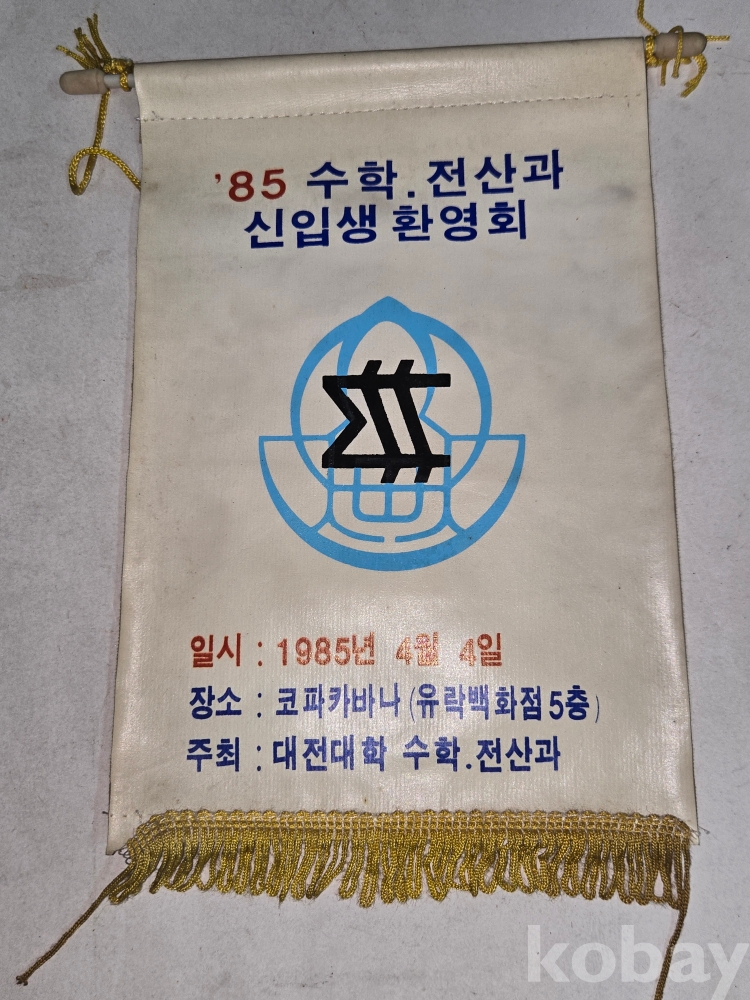 '85 수학.전산과
신입생 환영회
일시 : 1985년 4월 4일
장소 : 코파카바나 (유락백화점 5층)
주최 : 대전대학 수학.전산과
kobay